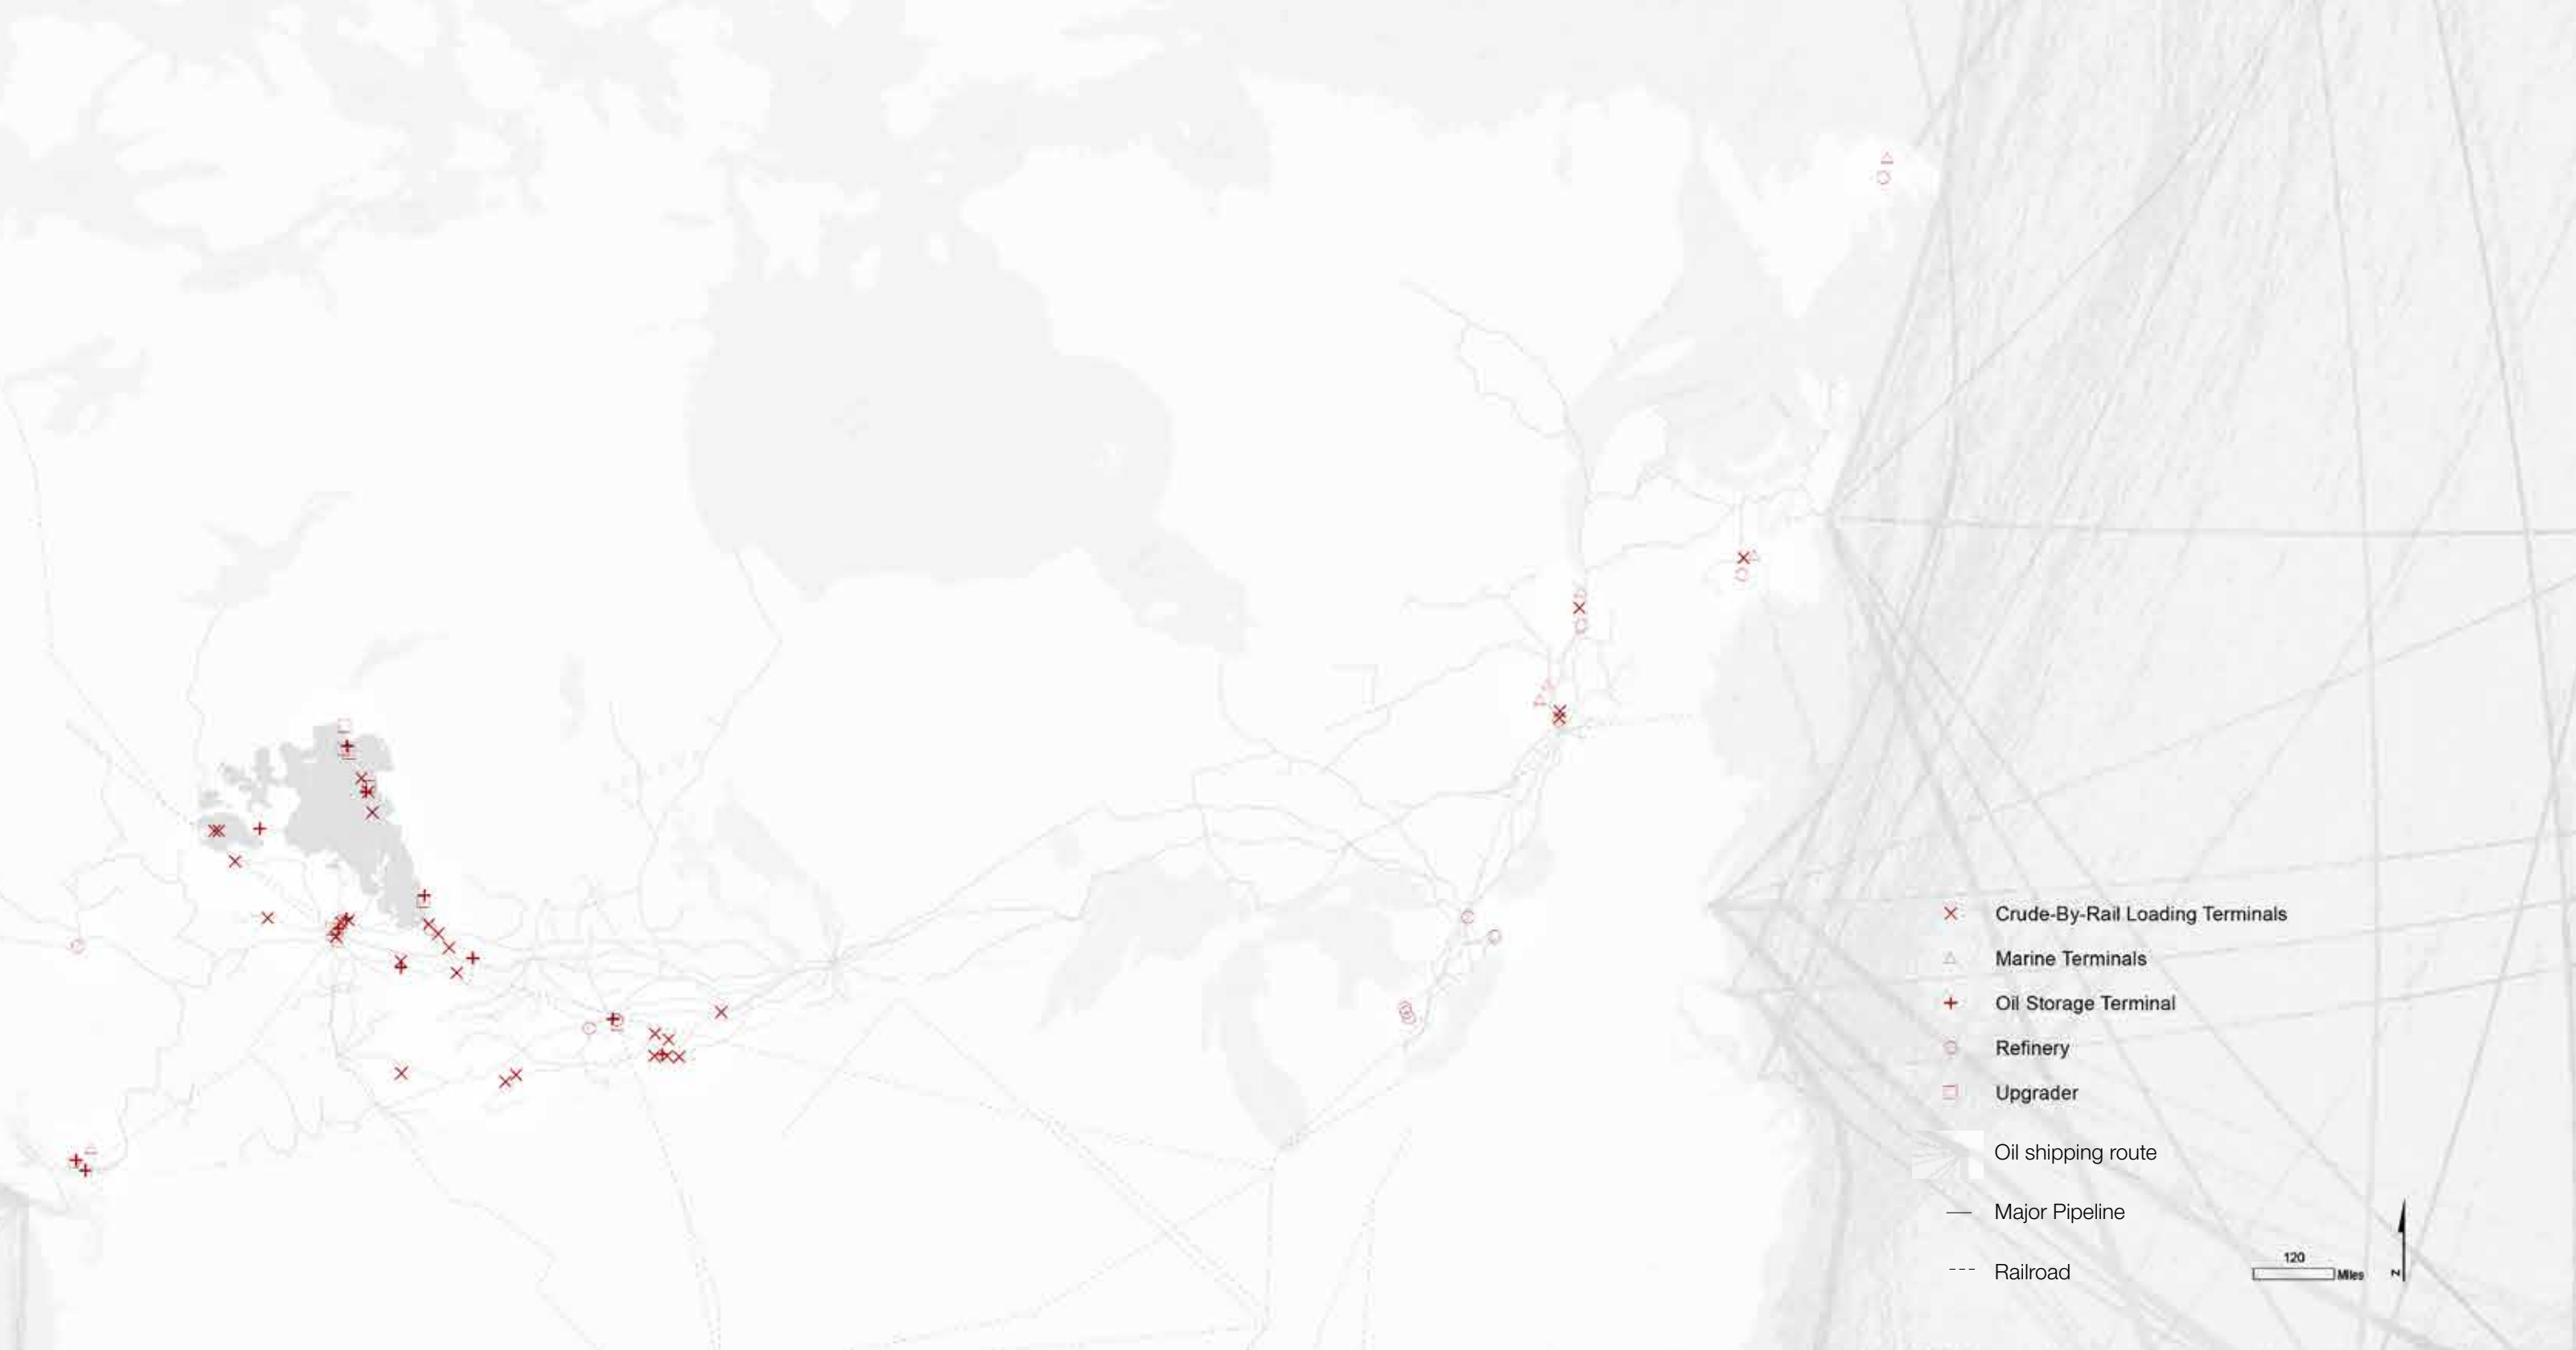 Crude-By-Rail Loading Terminals
Marine Terminals
Oil Storage Terminal
Refinery
Upgrader
Oil shipping route
Major Pipeline
Railroad
120
Miles
N